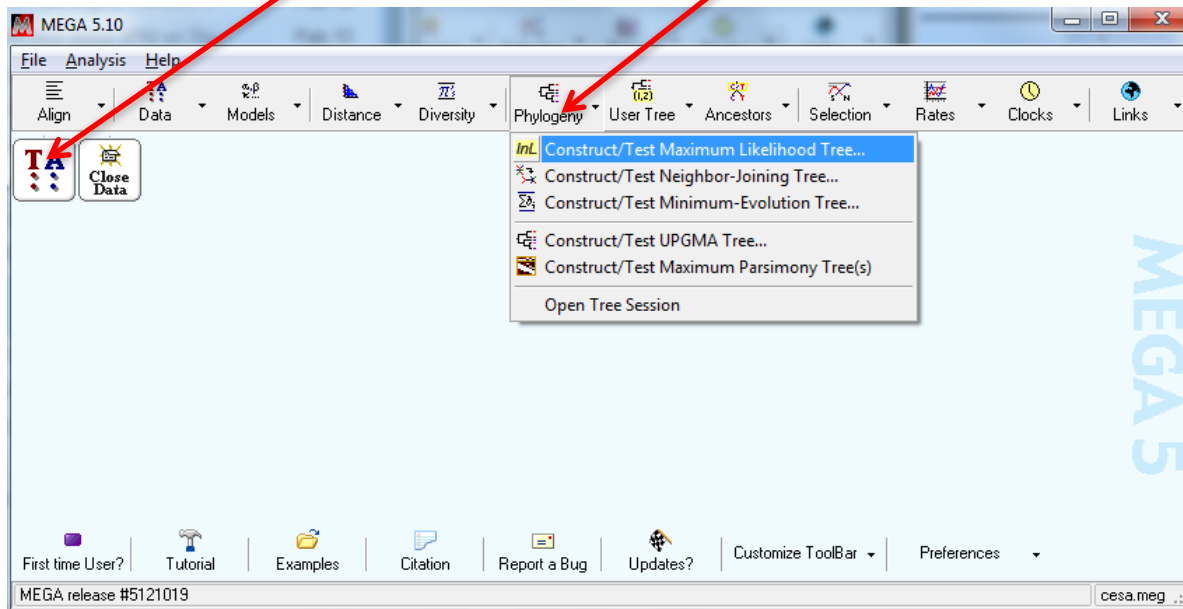 MEGA 5.10
File Analysis Help
Align Data Models Distance Diversity Phylogeny User Tree Ancestors Selection Rates Clocks Links
TA
Close
Data
lnL Construct/Test Maximum Likelihood Tree...
Construct/Test Neighbor-Joining Tree...
Construct/Test Minimum-Evolution Tree...
Construct/Test UPGMA Tree...
Construct/Test Maximum Parsimony Tree(s)
Open Tree Session
MEGA 5
First time User? Tutorial Examples Citation Report a Bug Updates? Customize ToolBar Preferences
MEGA release #5121019 cesa.meg